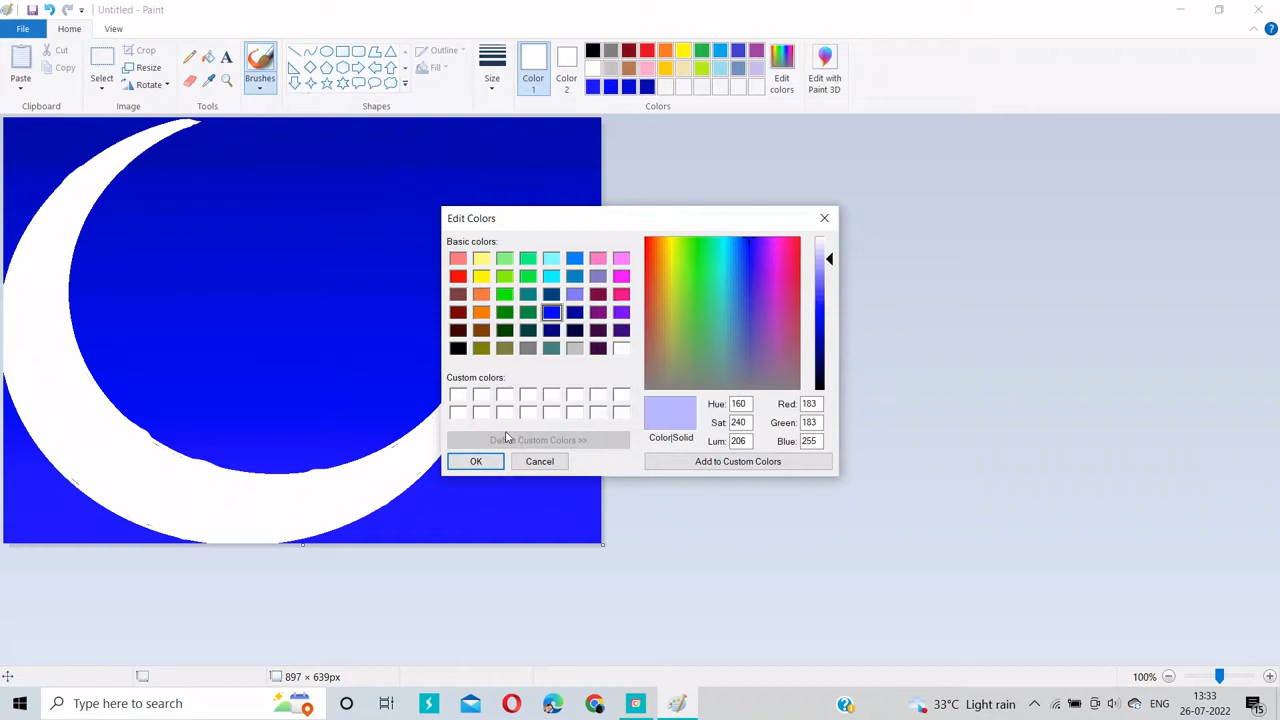 Untitled - Paint
File
Home
View
Paste
Cut
Copy
Clipboard
Select
Crop
Resize
Rotate
Image
Tools
Brushes
Outline
Fill
Shapes
Size
Color
1
Color
2
Edit
colors
Colors
Edit with
Paint 3D
Edit Colors
Basic colors:
Custom colors:
Define Custom Colors >>
OK
Cancel
Color|Solid
Hue: 160
Sat: 240
Lum: 206
Red: 183
Green: 183
Blue: 255
Add to Custom Colors
897 × 639px
100%
Type here to search
33°C Light rain
ENG
13:33
26-07-2022
15